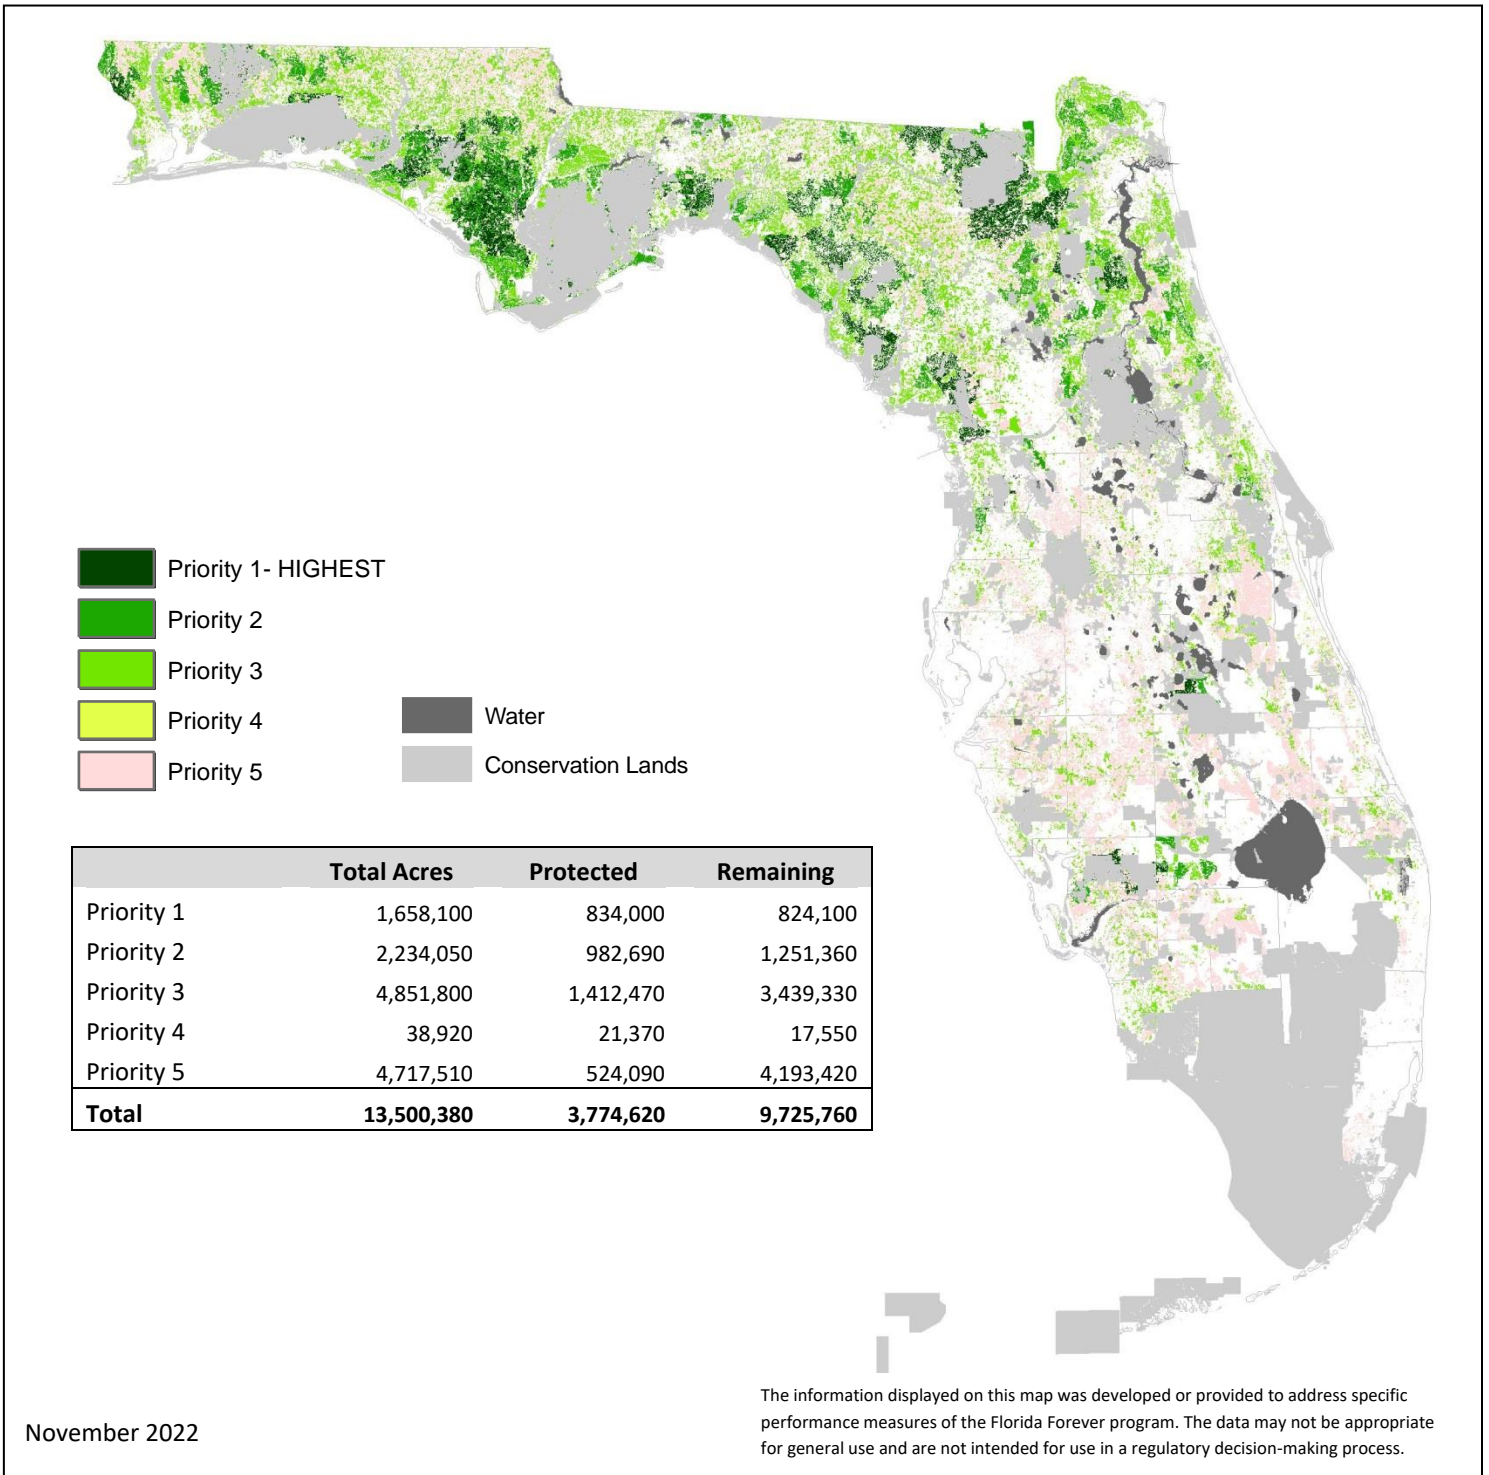 Priority 1- HIGHEST
Priority 2
Priority 3
Priority 4
Priority 5
Water
Conservation Lands
Total Acres Protected Remaining
Priority 1 1,658,100 834,000 824,100
Priority 2 2,234,050 982,690 1,251,360
Priority 3 4,851,800 1,412,470 3,439,330
Priority 4 38,920 21,370 17,550
Priority 5 4,717,510 524,090 4,193,420
Total 13,500,380 3,774,620 9,725,760
The information displayed on this map was developed or provided to address specific
performance measures of the Florida Forever program. The data may not be appropriate
for general use and are not intended for use in a regulatory decision-making process.
November 2022